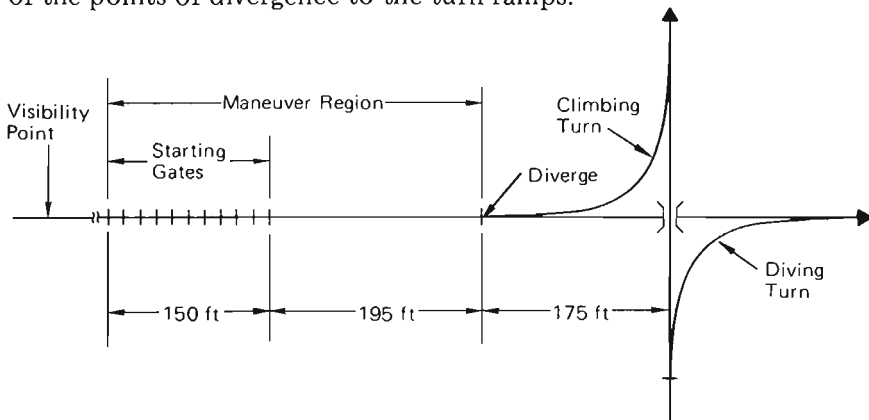 of the points of divergence to the turn ramps.
Maneuver Region
Visibility
Point
Starting
Gates
Climbing
Turn
Diverge
Diving
Turn
150 ft
195 ft
175 ft